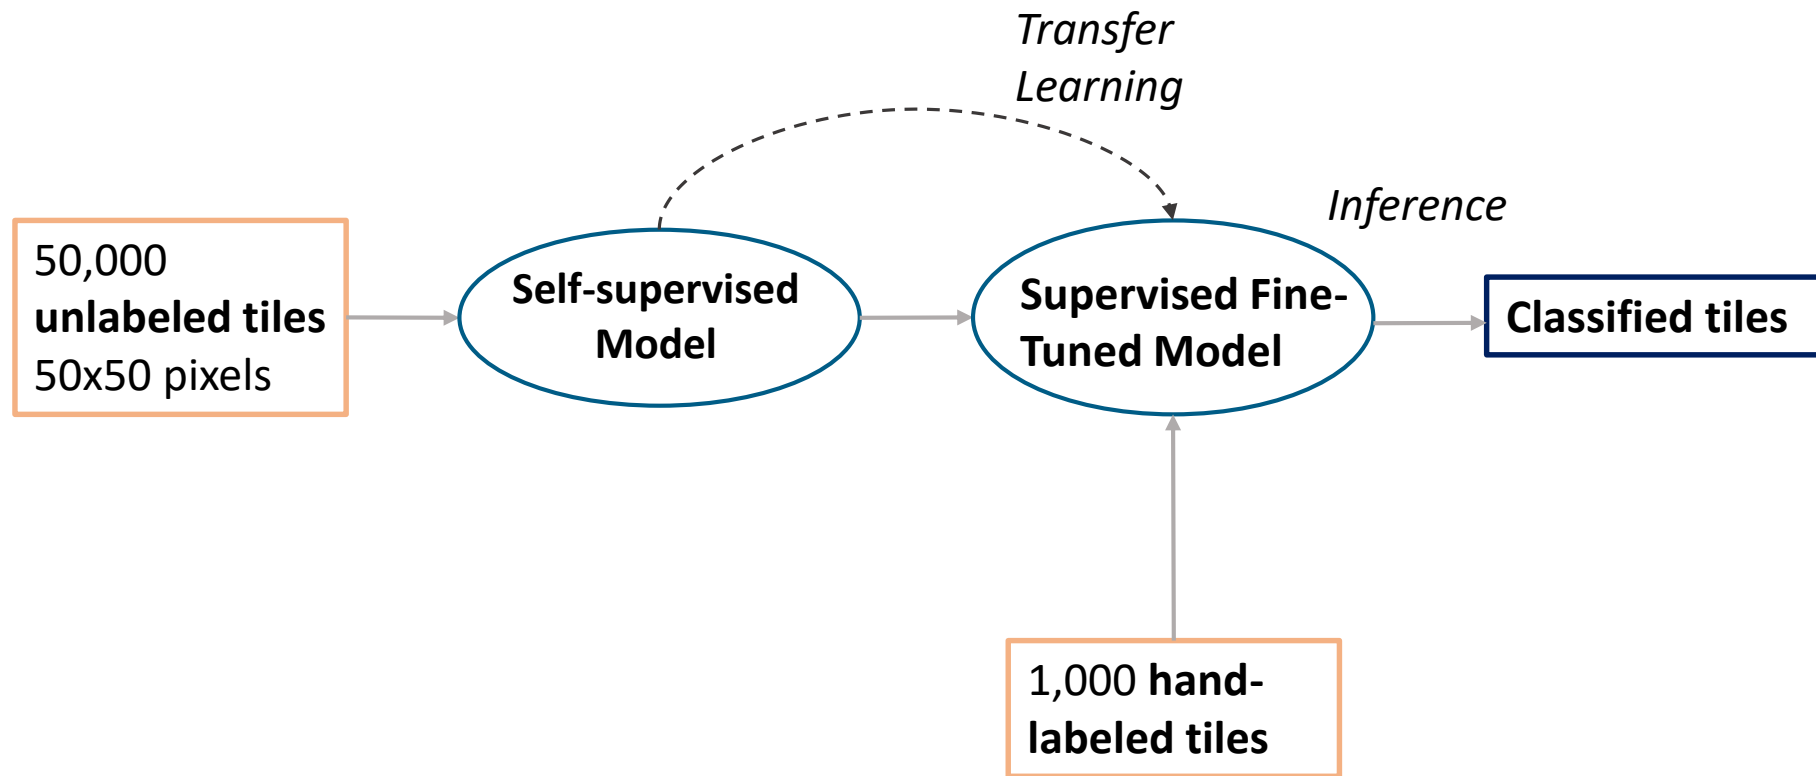 Transfer
Learning
Inference
50,000
unlabeled tiles
50x50 pixels
Self-supervised
Model
Supervised Fine-
Tuned Model
Classified tiles
1,000 hand-
labeled tiles